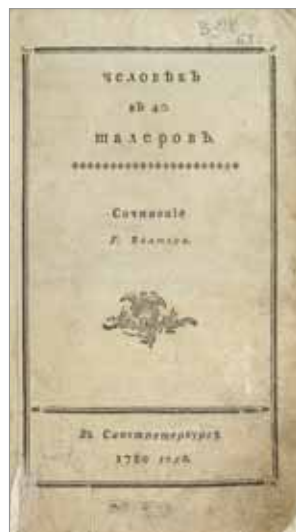 человѣкъ
въ 40
талеровъ
Сочиненіе
Г. Волтера.
Въ Санктпетербургѣ
1780 года.